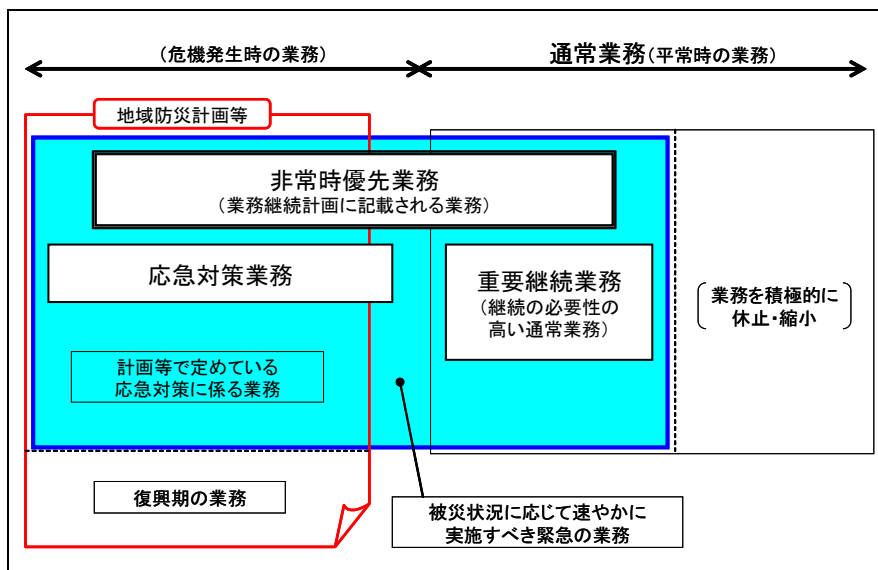 (危機発生時の業務)
通常業務(平常時の業務)
地域防災計画等
非常時優先業務
(業務継続計画に記載される業務)
応急対策業務
重要継続業務
(継続の必要性の
高い通常業務)
業務を積極的に
休止・縮小
計画等で定めている
応急対策に係る業務
復興期の業務
被災状況に応じて速やかに
実施すべき緊急の業務